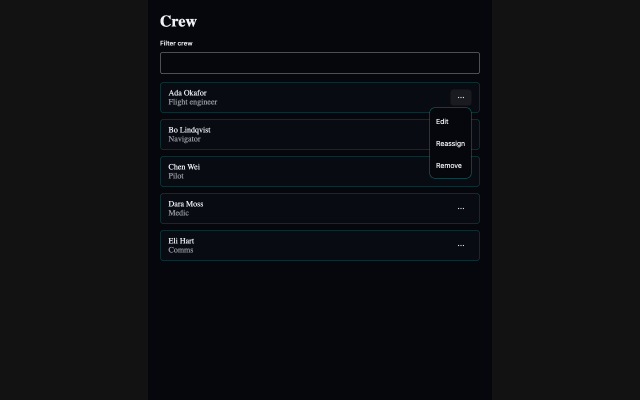 Crew
Filter crew
Ada Okafor
Flight engineer
...
Edit
Reassign
Remove
Bo Lindqvist
Navigator
Chen Wei
Pilot
Dara Moss
Medic
...
Eli Hart
Comms
...